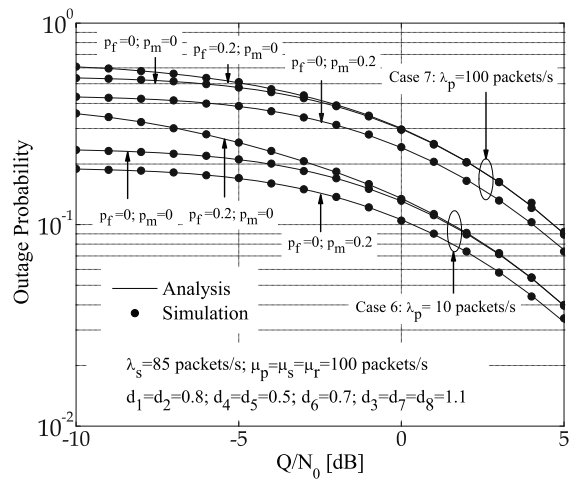 10^0
p_f=0; p_m=0
p_f=0.2; p_m=0
p_f=0; p_m=0.2
Case 7: λ_p=100 packets/s
10^-1
p_f=0; p_m=0
p_f=0.2; p_m=0
p_f=0; p_m=0.2
Outage Probability
Analysis
Simulation
Case 6: λ_p= 10 packets/s
λ_s=85 packets/s; μ_p=μ_s=μ_r=100 packets/s
d_1=d_2=0.8; d_4=d_5=0.5; d_6=0.7; d_3=d_7=d_8=1.1
10^-2
-10 -5 0 5
Q/N_0 [dB]